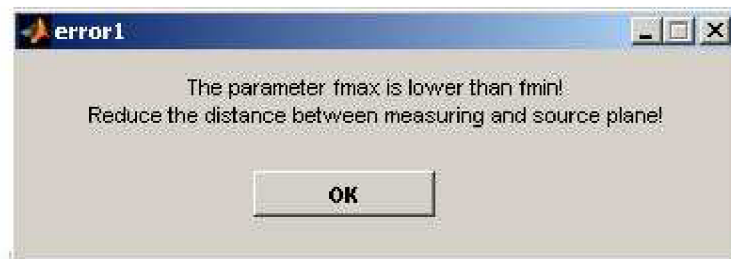 error1
The parameter fmax is lower than fmin!
Reduce the distance between measuring and source plane!
OK